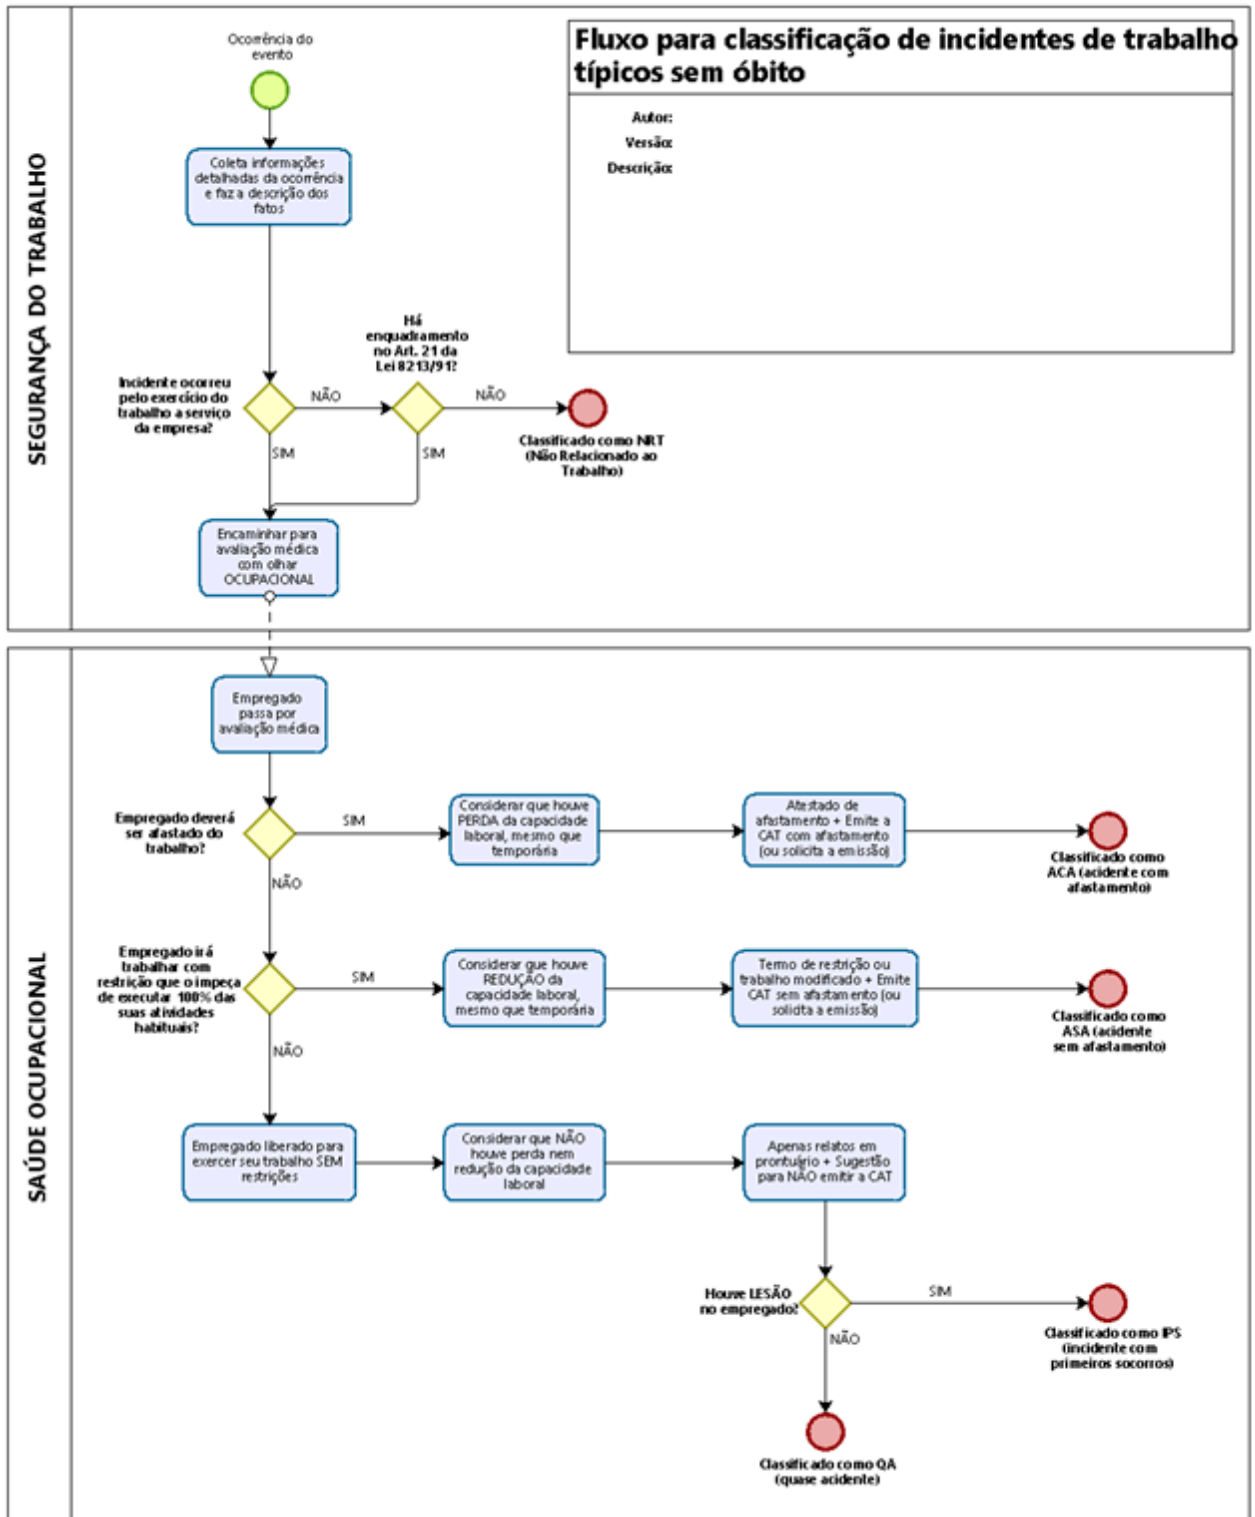 Fluxo para classificação de incidentes de trabalho
típicos sem óbito
Autor:
Versão:
Descrição:
SEGURANÇA DO TRABALHO
Ocorrência do
evento
Coleta informações
detalhadas da ocorrência
e faz a descrição dos
fatos
Incidente ocorreu
pelo exercício do
trabalho a serviço
da empresa?
NÃO
SIM
Há
enquadramento
no Art. 21 da
Lei 8213/91?
NÃO
SIM
Classificado como NRT
(Não Relacionado ao
Trabalho)
Encaminhar para
avaliação médica
com olhar
OCUPACIONAL
SAÚDE OCUPACIONAL
Empregado
passa por
avaliação médica
Empregado deverá
ser afastado do
trabalho?
SIM
NÃO
Considerar que houve
PERDA da capacidade
laboral, mesmo que
temporária
Atestado de
afastamento + Emite a
CAT com afastamento
(ou solicita a emissão)
Classificado como
ACA (acidente com
afastamento)
Empregado irá
trabalhar com
restrição que o impeça
de executar 100% das
suas atividades
habituais?
SIM
NÃO
Considerar que houve
REDUÇÃO da
capacidade laboral,
mesmo que temporária
Termo de restrição ou
trabalho modificado + Emite
CAT sem afastamento (ou
solicita a emissão)
Classificado como
ASA (acidente
sem afastamento)
Empregado liberado para
exercer seu trabalho SEM
restrições
Considerar que NÃO
houve perda nem
redução da capacidade
laboral
Apenas relatos em
prontuário + Sugestão
para NÃO emitir a CAT
Houve LESÃO
no empregado?
SIM
NÃO
Classificado como IPS
(incidente com
primeiros socorros)
Classificado como QA
(quase acidente)